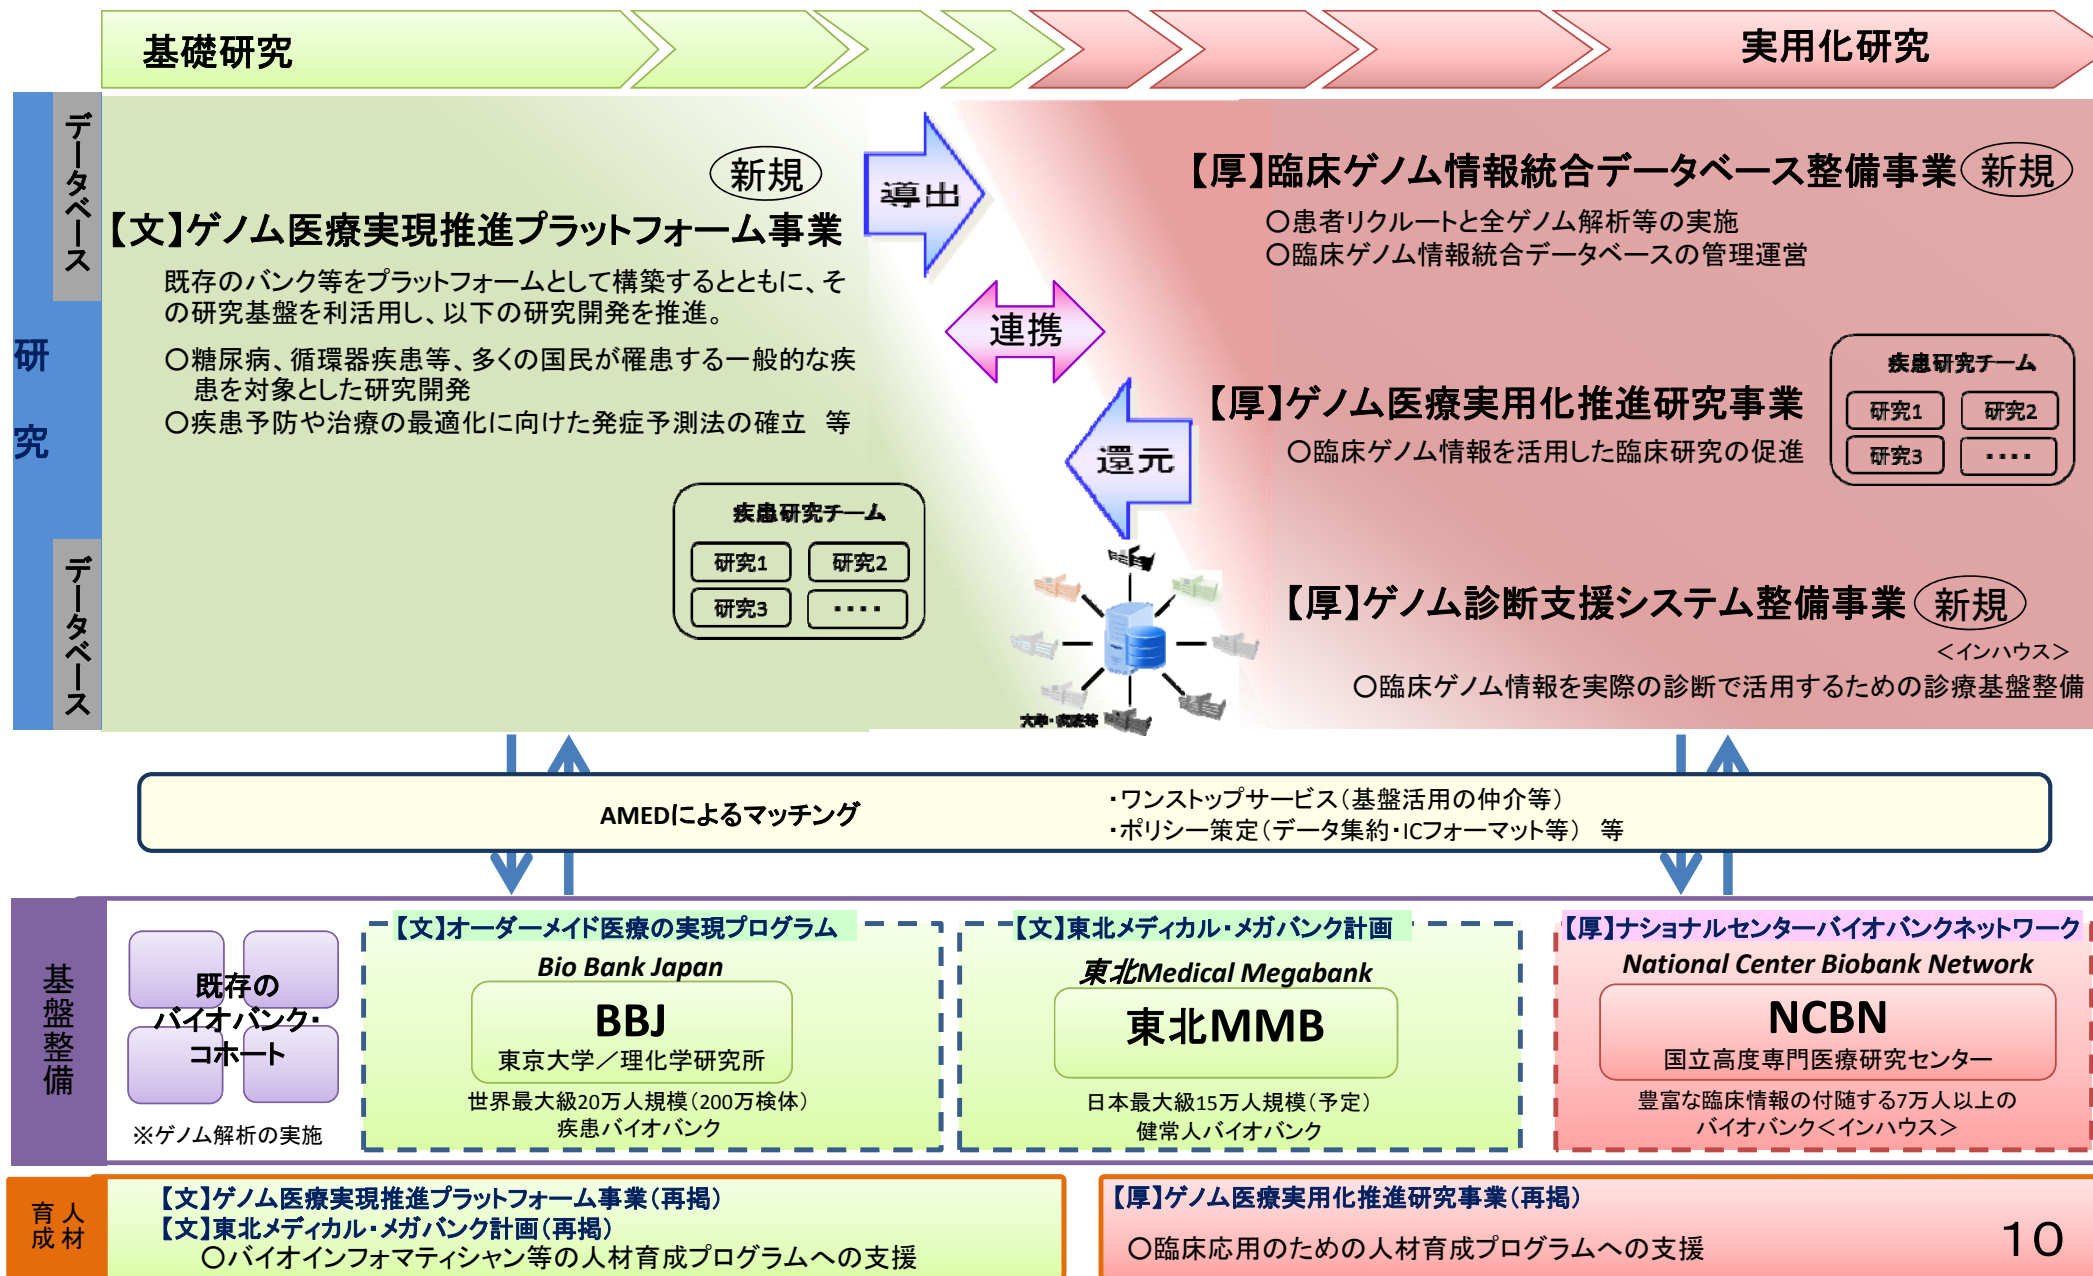 基礎研究
実用化研究
データベース
研究
データベース
新規
【文】ゲノム医療実現推進プラットフォーム事業
既存のバンク等をプラットフォームとして構築するとともに、そ
の研究基盤を利活用し、以下の研究開発を推進。
○糖尿病、循環器疾患等、多くの国民が罹患する一般的な疾
患を対象とした研究開発
○疾患予防や治療の最適化に向けた発症予測法の確立　等
疾患研究チーム
研究1
研究2
研究3
・・・・
導出
連携
還元
大学・病院等
【厚】臨床ゲノム情報統合データベース整備事業
新規
○患者リクルートと全ゲノム解析等の実施
○臨床ゲノム情報統合データベースの管理運営
【厚】ゲノム医療実用化推進研究事業
○臨床ゲノム情報を活用した臨床研究の促進
疾患研究チーム
研究1
研究2
研究3
・・・・
【厚】ゲノム診断支援システム整備事業
新規
＜インハウス＞
○臨床ゲノム情報を実際の診断で活用するための診療基盤整備
AMEDによるマッチング
・ワンストップサービス（基盤活用の仲介等）
・ポリシー策定（データ集約・ICフォーマット等）　等
基盤整備
既存の
バイオバンク・
コホート
※ゲノム解析の実施
【文】オーダーメイド医療の実現プログラム
Bio Bank Japan
BBJ
東京大学／理化学研究所
世界最大級20万人規模（200万検体）
疾患バイオバンク
【文】東北メディカル・メガバンク計画
東北Medical Megabank
東北MMB
日本最大級15万人規模（予定）
健常人バイオバンク
【厚】ナショナルセンターバイオバンクネットワーク
National Center Biobank Network
NCBN
国立高度専門医療研究センター
豊富な臨床情報の付随する7万人以上の
バイオバンク＜インハウス＞
人材
育成
【文】ゲノム医療実現推進プラットフォーム事業（再掲）
【文】東北メディカル・メガバンク計画（再掲）
○バイオインフォマティシャン等の人材育成プログラムへの支援
【厚】ゲノム医療実用化推進研究事業（再掲）
○臨床応用のための人材育成プログラムへの支援
10